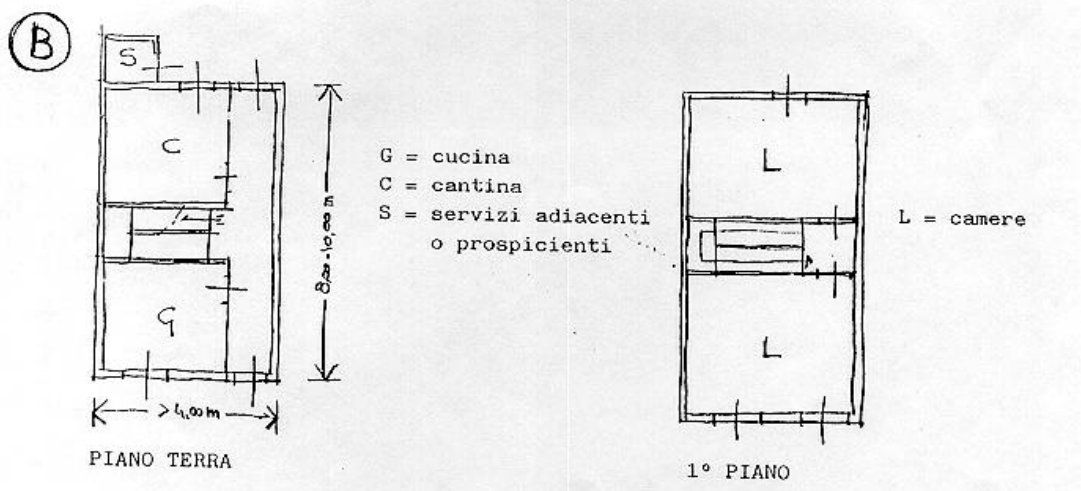 B
S
C
G
8,00-10,00 m
> 4,00 m
PIANO TERRA
G = cucina
C = cantina
S = servizi adiacenti
o prospicienti
L
L
L = camere
1° PIANO